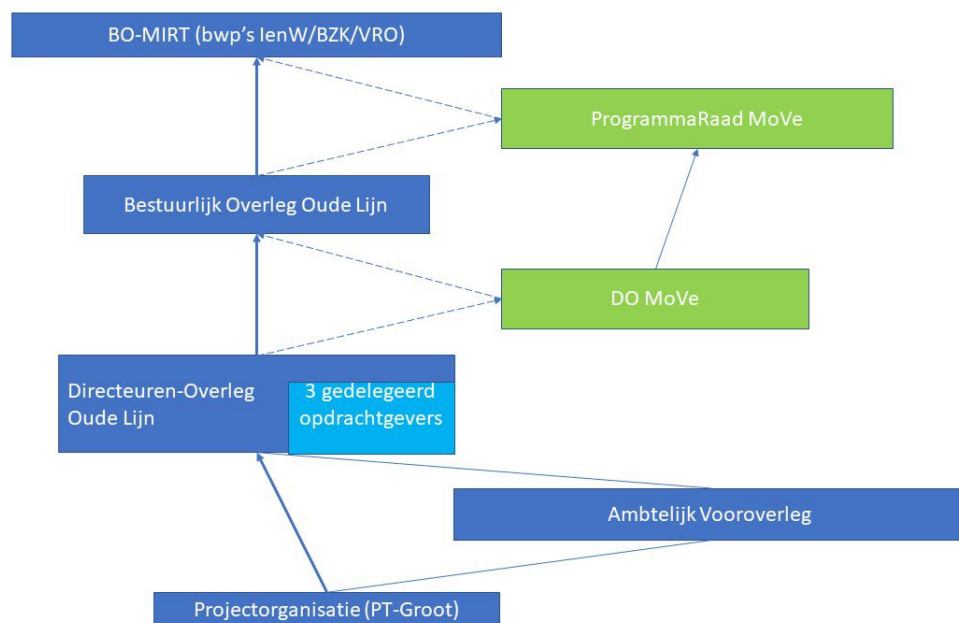 BO-MIRT (bwp's IenW/BZK/VRO)
ProgrammaRaad MoVe
Bestuurlijk Overleg Oude Lijn
DO MoVe
Directeuren-Overleg
Oude Lijn
3 gedelegeerd
opdrachtgevers
Ambtelijk Vooroverleg
Projectorganisatie (PT-Groot)